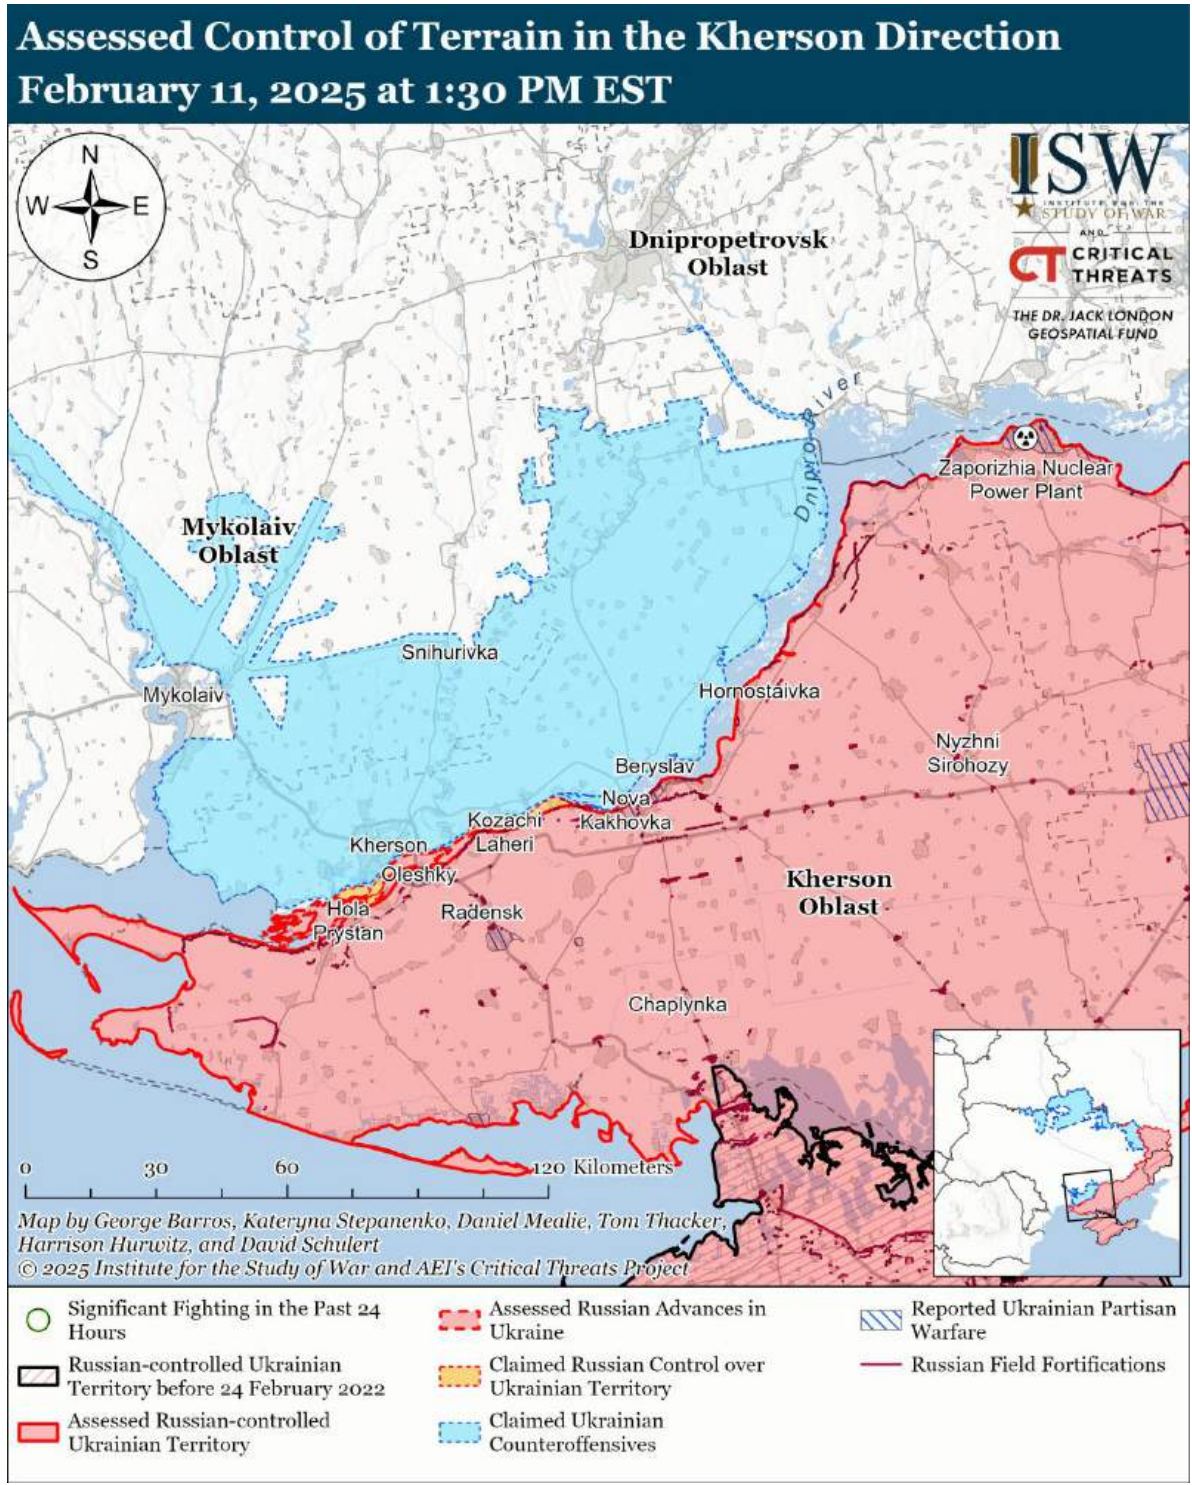 Assessed Control of Terrain in the Kherson Direction
February 11, 2025 at 1:30 PM EST
N
W
E
S
ISW
INSTITUTE FOR THE
STUDY OF WAR
AND
CT CRITICAL
THREATS
THE DR. JACK LONDON
GEOSPATIAL FUND
Dnipropetrovsk
Oblast
Dnipro River
Zaporizhia Nuclear
Power Plant
Mykolaiv
Oblast
Snihurivka
Mykolaiv
Hornostaivka
Nyzhni
Sirohozy
Beryslav
Nova
Kakhovka
Kozachi
Laheri
Kherson
Oleshky
Kherson
Oblast
Hola
Prystan
Radensk
Chaplynka
0 30 60 120 Kilometers
Map by George Barros, Kateryna Stepanenko, Daniel Mealie, Tom Thacker,
Harrison Hurwitz, and David Schulert
© 2025 Institute for the Study of War and AEI's Critical Threats Project
Significant Fighting in the Past 24
Hours
Russian-controlled Ukrainian
Territory before 24 February 2022
Assessed Russian-controlled
Ukrainian Territory
Assessed Russian Advances in
Ukraine
Claimed Russian Control over
Ukrainian Territory
Claimed Ukrainian
Counteroffensives
Reported Ukrainian Partisan
Warfare
Russian Field Fortifications